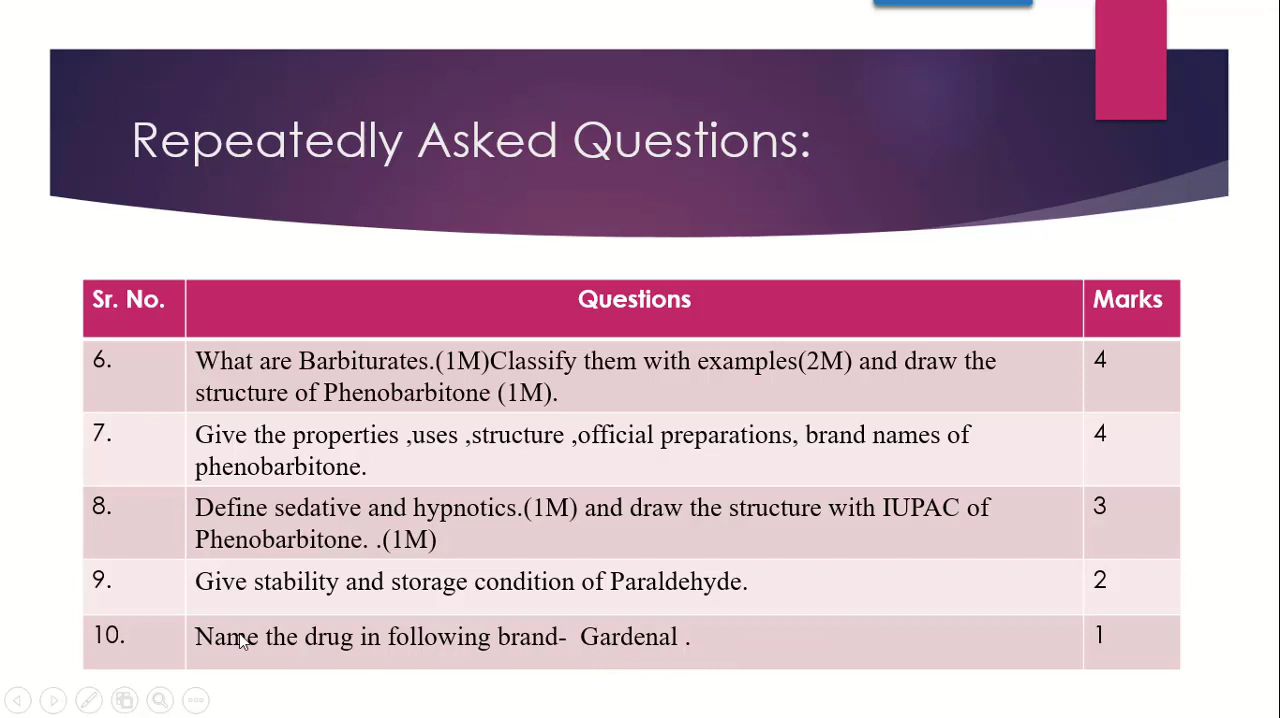 Repeatedly Asked Questions:
Sr. No. Questions Marks
6. What are Barbiturates.(1M)Classify them with examples(2M) and draw the 4
structure of Phenobarbitone (1M).
7. Give the properties ,uses ,structure ,official preparations, brand names of 4
phenobarbitone.
8. Define sedative and hypnotics.(1M) and draw the structure with IUPAC of 3
Phenobarbitone. .(1M)
9. Give stability and storage condition of Paraldehyde. 2
10. Name the drug in following brand- Gardenal . 1